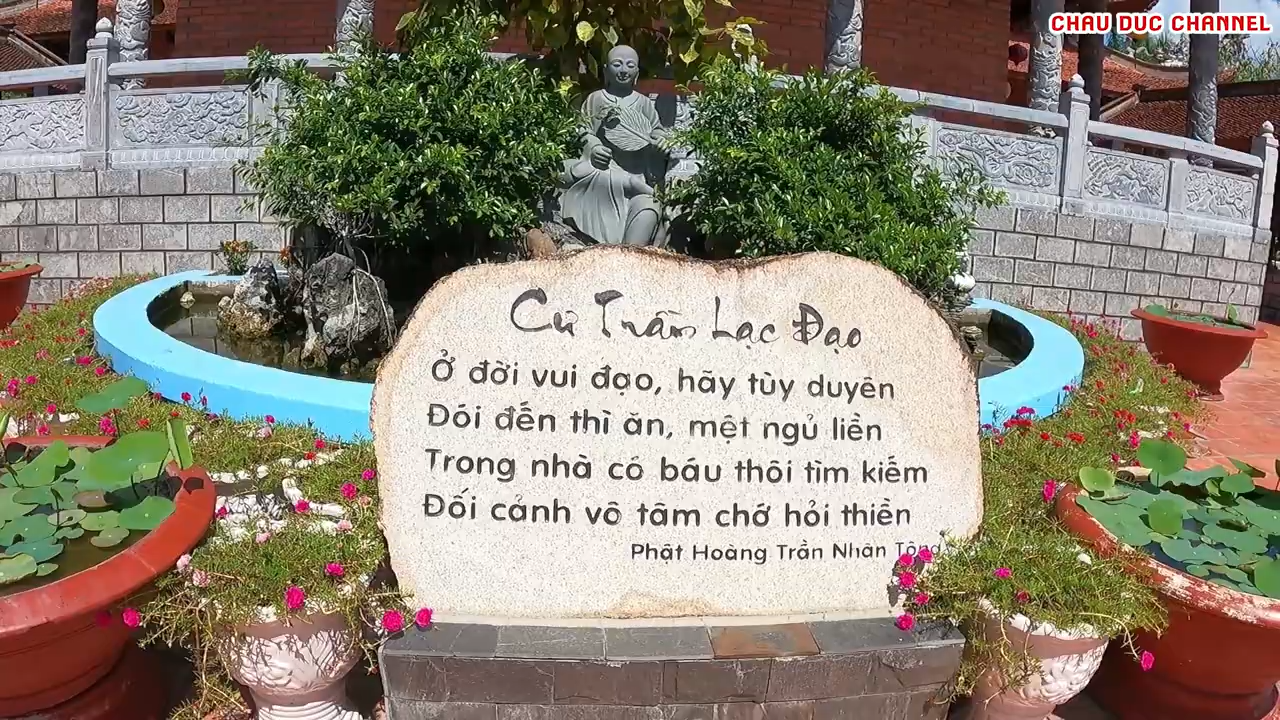 CHAU DUC CHANNEL
Cư Trần Lạc Đạo
Ở đời vui đạo, hãy tùy duyên
Đói đến thì ăn, mệt ngủ liền
Trong nhà có báu thôi tìm kiếm
Đối cảnh vô tâm chớ hỏi thiền
Phật Hoàng Trần Nhân Tông